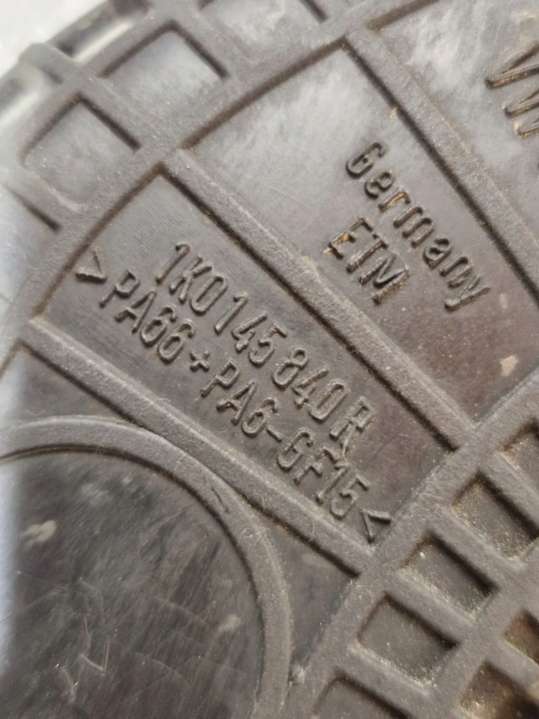 Germany
ETM
1K0 145 840 R
>PA66+PA6-GF15<